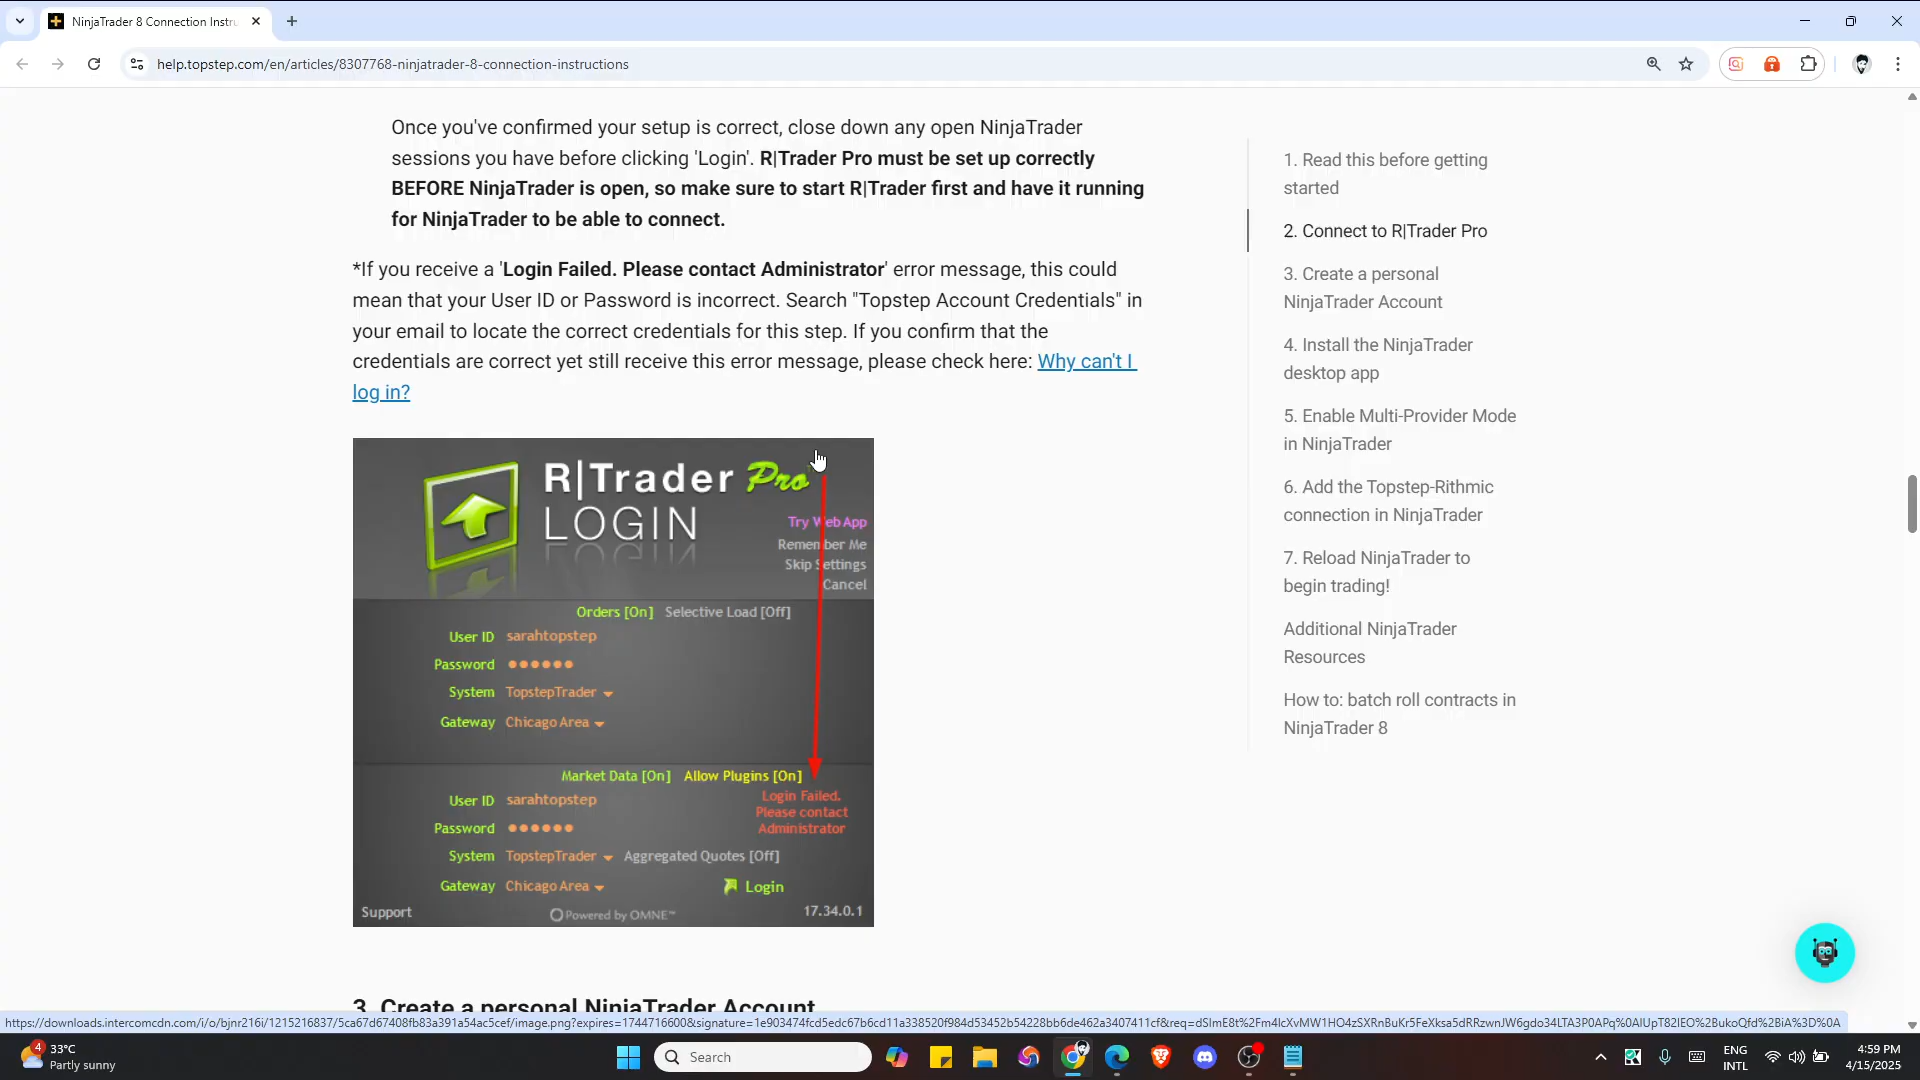 NinjaTrader 8 Connection Instru
help.topstep.com/en/articles/8307768-ninjatrader-8-connection-instructions
Once you've confirmed your setup is correct, close down any open NinjaTrader
sessions you have before clicking 'Login'. R|Trader Pro must be set up correctly
BEFORE NinjaTrader is open, so make sure to start R|Trader first and have it running
for NinjaTrader to be able to connect.
*If you receive a 'Login Failed. Please contact Administrator' error message, this could
mean that your User ID or Password is incorrect. Search "Topstep Account Credentials" in
your email to locate the correct credentials for this step. If you confirm that the
credentials are correct yet still receive this error message, please check here: Why can't I
log in?
R|Trader Pro
LOGIN
Try Web App
Remember Me
Skip Settings
Cancel
Orders [On] Selective Load [Off]
User ID sarahtopstep
Password ●●●●●●
System TopstepTrader
Gateway Chicago Area
Market Data [On] Allow Plugins [On]
User ID sarahtopstep
Login Failed.
Please contact
Administrator
Password ●●●●●●
System TopstepTrader Aggregated Quotes [Off]
Gateway Chicago Area Login
Support Powered by OMNE™ 17.34.0.1
3. Create a personal NinjaTrader Account
1. Read this before getting
started
2. Connect to R|Trader Pro
3. Create a personal
NinjaTrader Account
4. Install the NinjaTrader
desktop app
5. Enable Multi-Provider Mode
in NinjaTrader
6. Add the Topstep-Rithmic
connection in NinjaTrader
7. Reload NinjaTrader to
begin trading!
Additional NinjaTrader
Resources
How to: batch roll contracts in
NinjaTrader 8
4
33°C
Partly sunny
Search
ENG
INTL
4:59 PM
4/15/2025